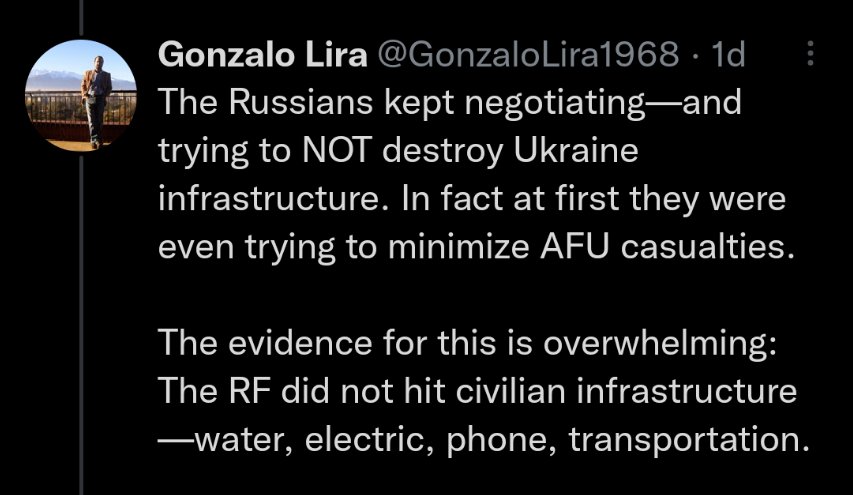 Gonzalo Lira @GonzaloLira1968 · 1d
The Russians kept negotiating—and
trying to NOT destroy Ukraine
infrastructure. In fact at first they were
even trying to minimize AFU casualties.
The evidence for this is overwhelming:
The RF did not hit civilian infrastructure
—water, electric, phone, transportation.